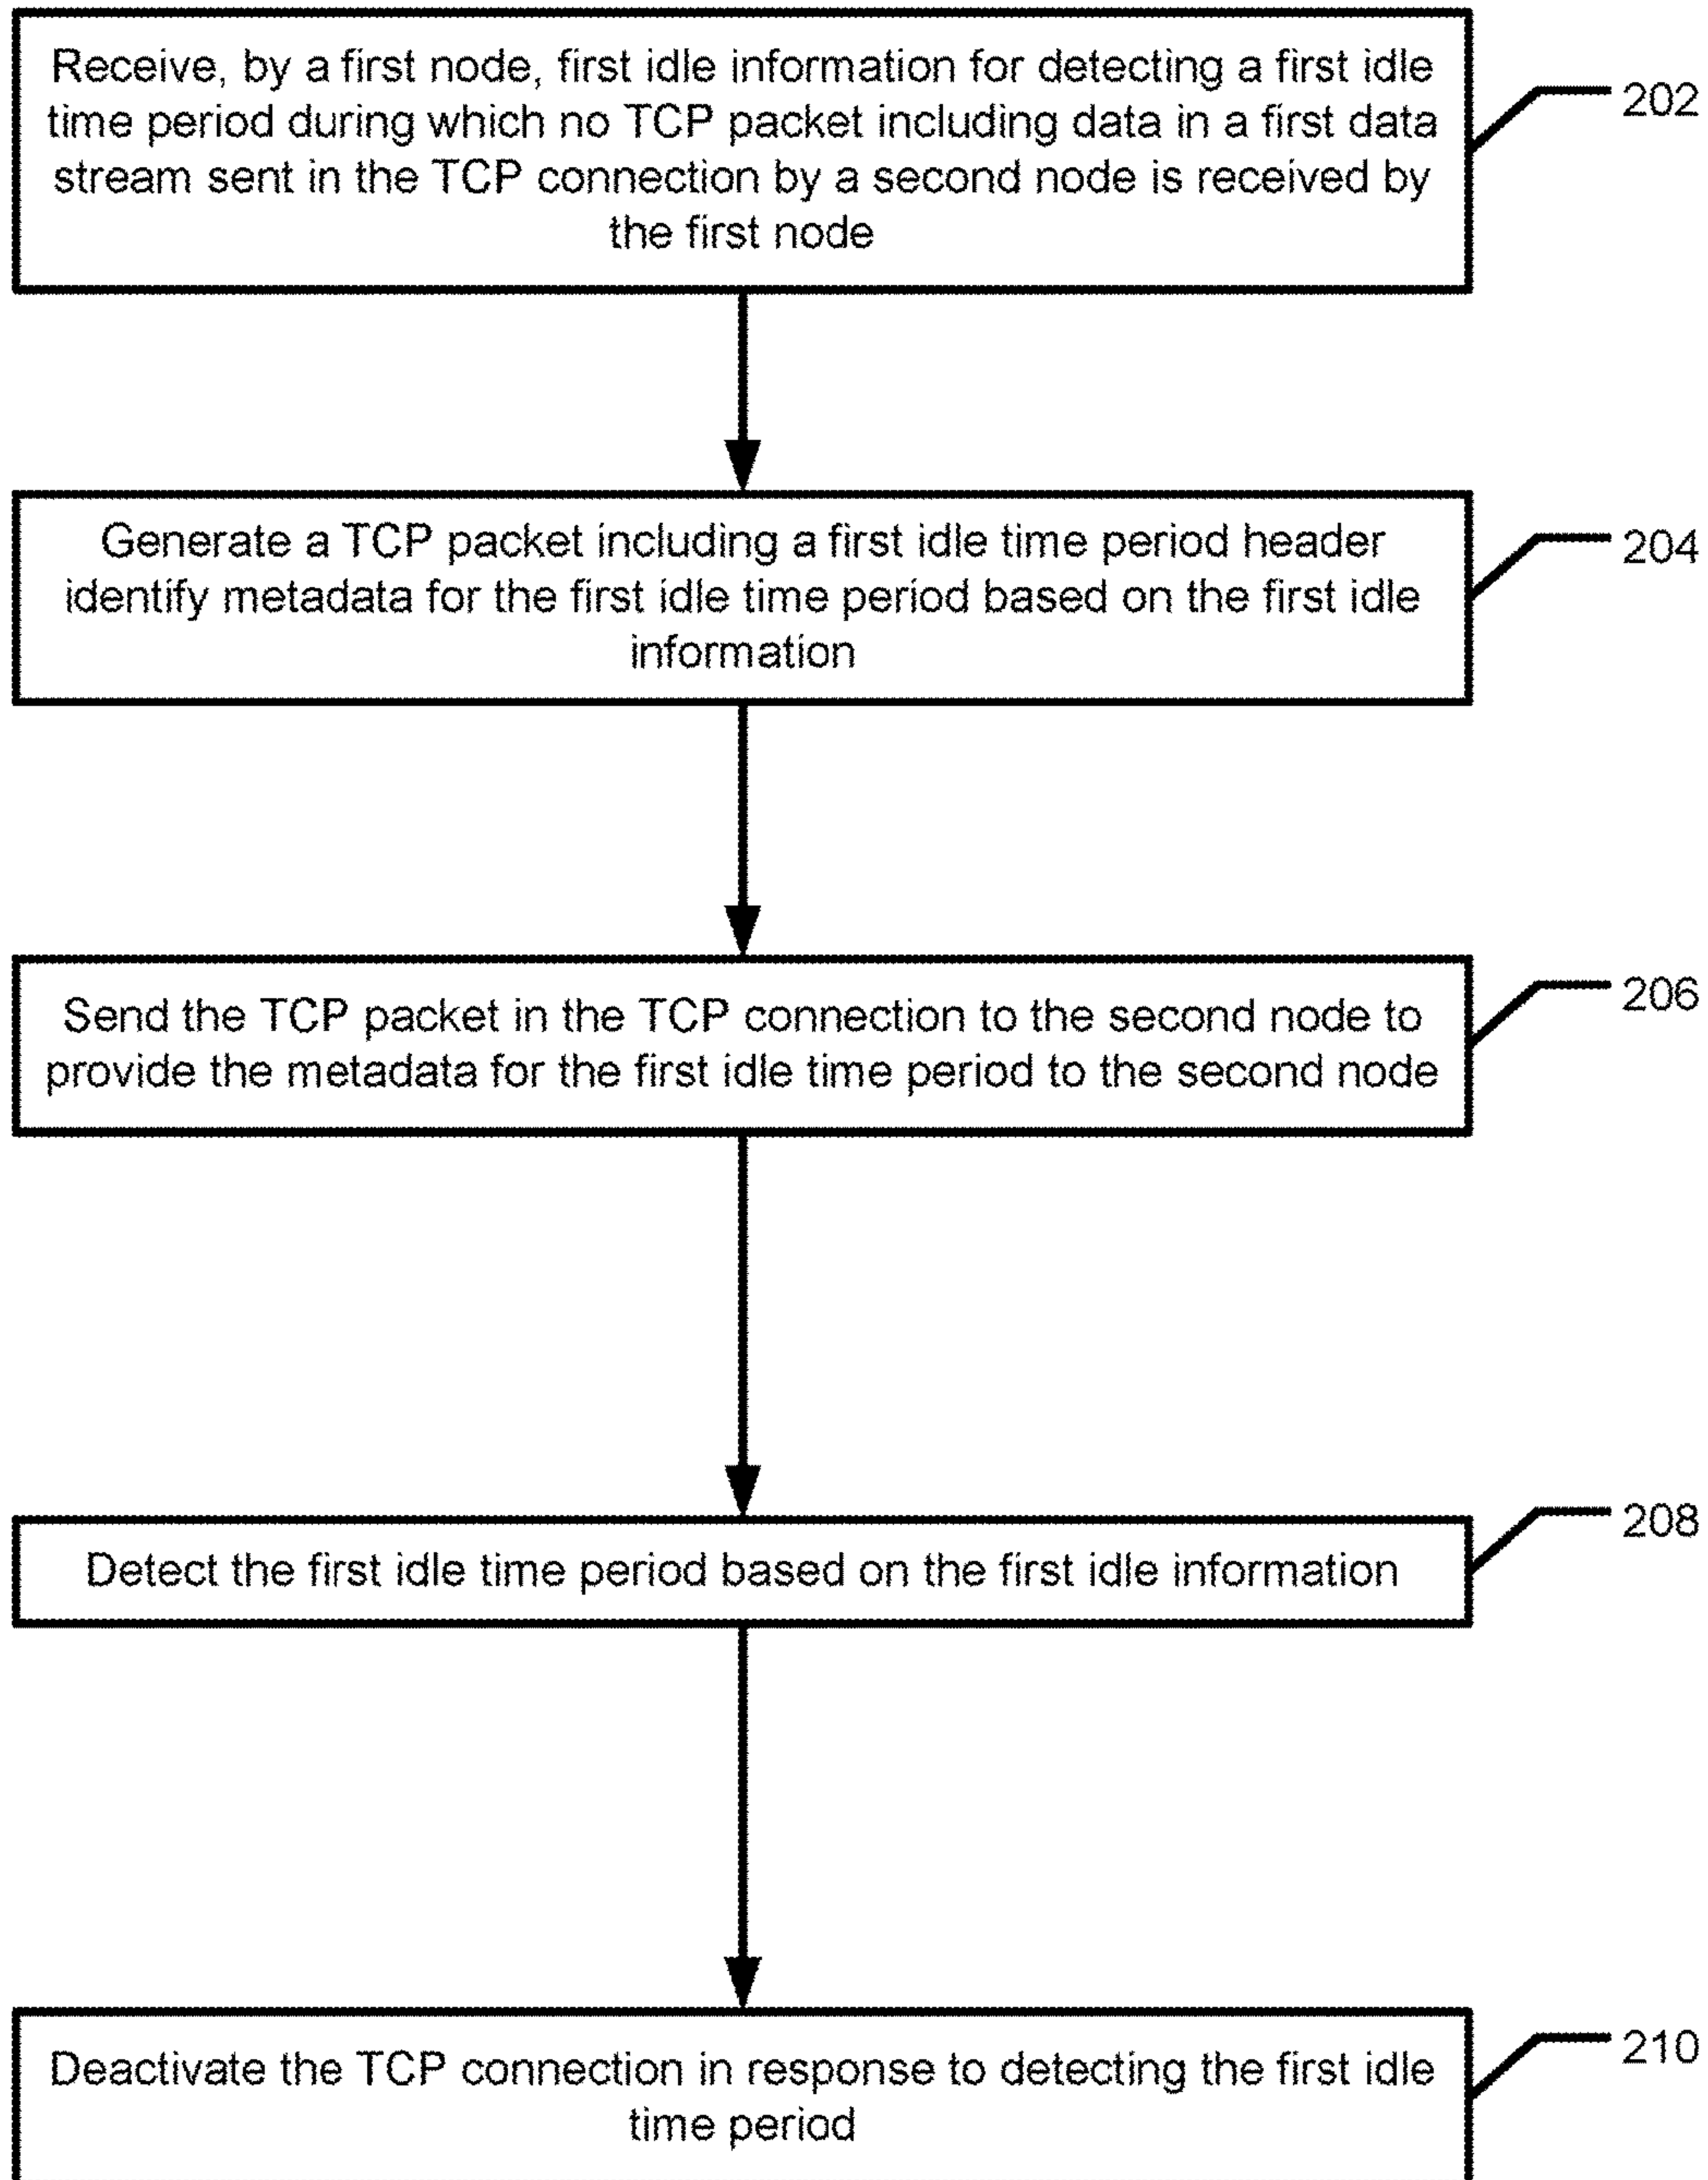 Receive, by a first node, first idle information for detecting a first idle
time period during which no TCP packet including data in a first data
stream sent in the TCP connection by a second node is received by
the first node
202
Generate a TCP packet including a first idle time period header
identify metadata for the first idle time period based on the first idle
information
204
Send the TCP packet in the TCP connection to the second node to
provide the metadata for the first idle time period to the second node
206
Detect the first idle time period based on the first idle information
208
Deactivate the TCP connection in response to detecting the first idle
time period
210